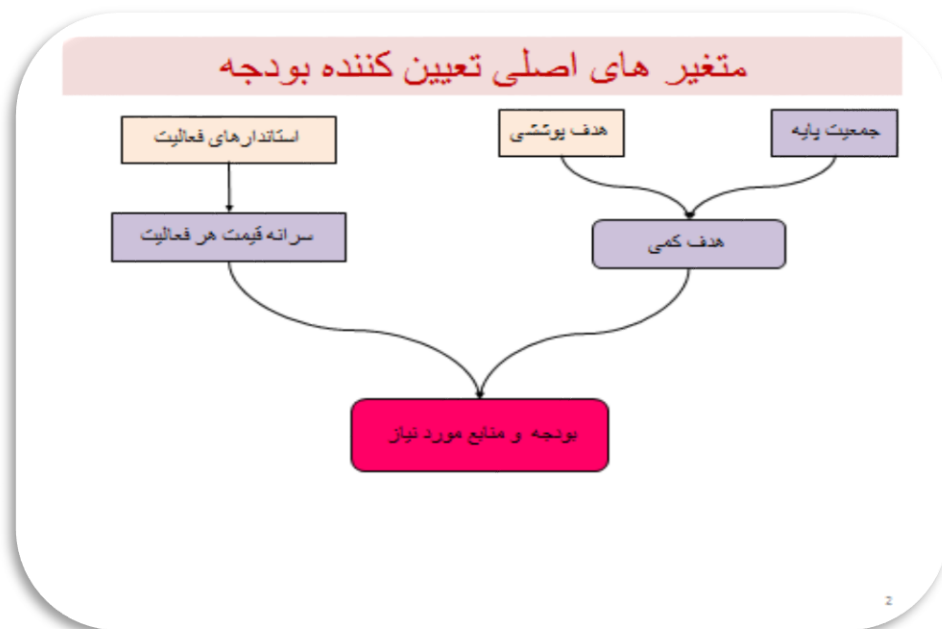 متغیر های اصلی تعیین کننده بودجه
جمعیت پایه
هدف پوششی
استاندارهای فعالیت
هدف کمی
سرانه قیمت هر فعالیت
بودجه و منابع مورد نیاز
2